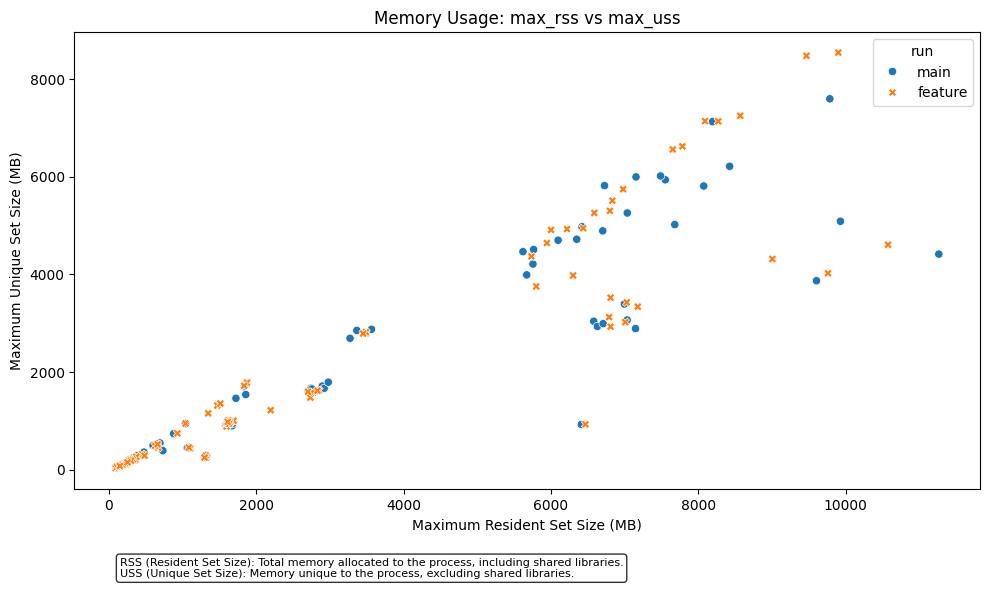 Memory Usage: max_rss vs max_uss
run
main
feature
Maximum Unique Set Size (MB)
8000
6000
4000
2000
0
0 2000 4000 6000 8000 10000
Maximum Resident Set Size (MB)
RSS (Resident Set Size): Total memory allocated to the process, including shared libraries.
USS (Unique Set Size): Memory unique to the process, excluding shared libraries.